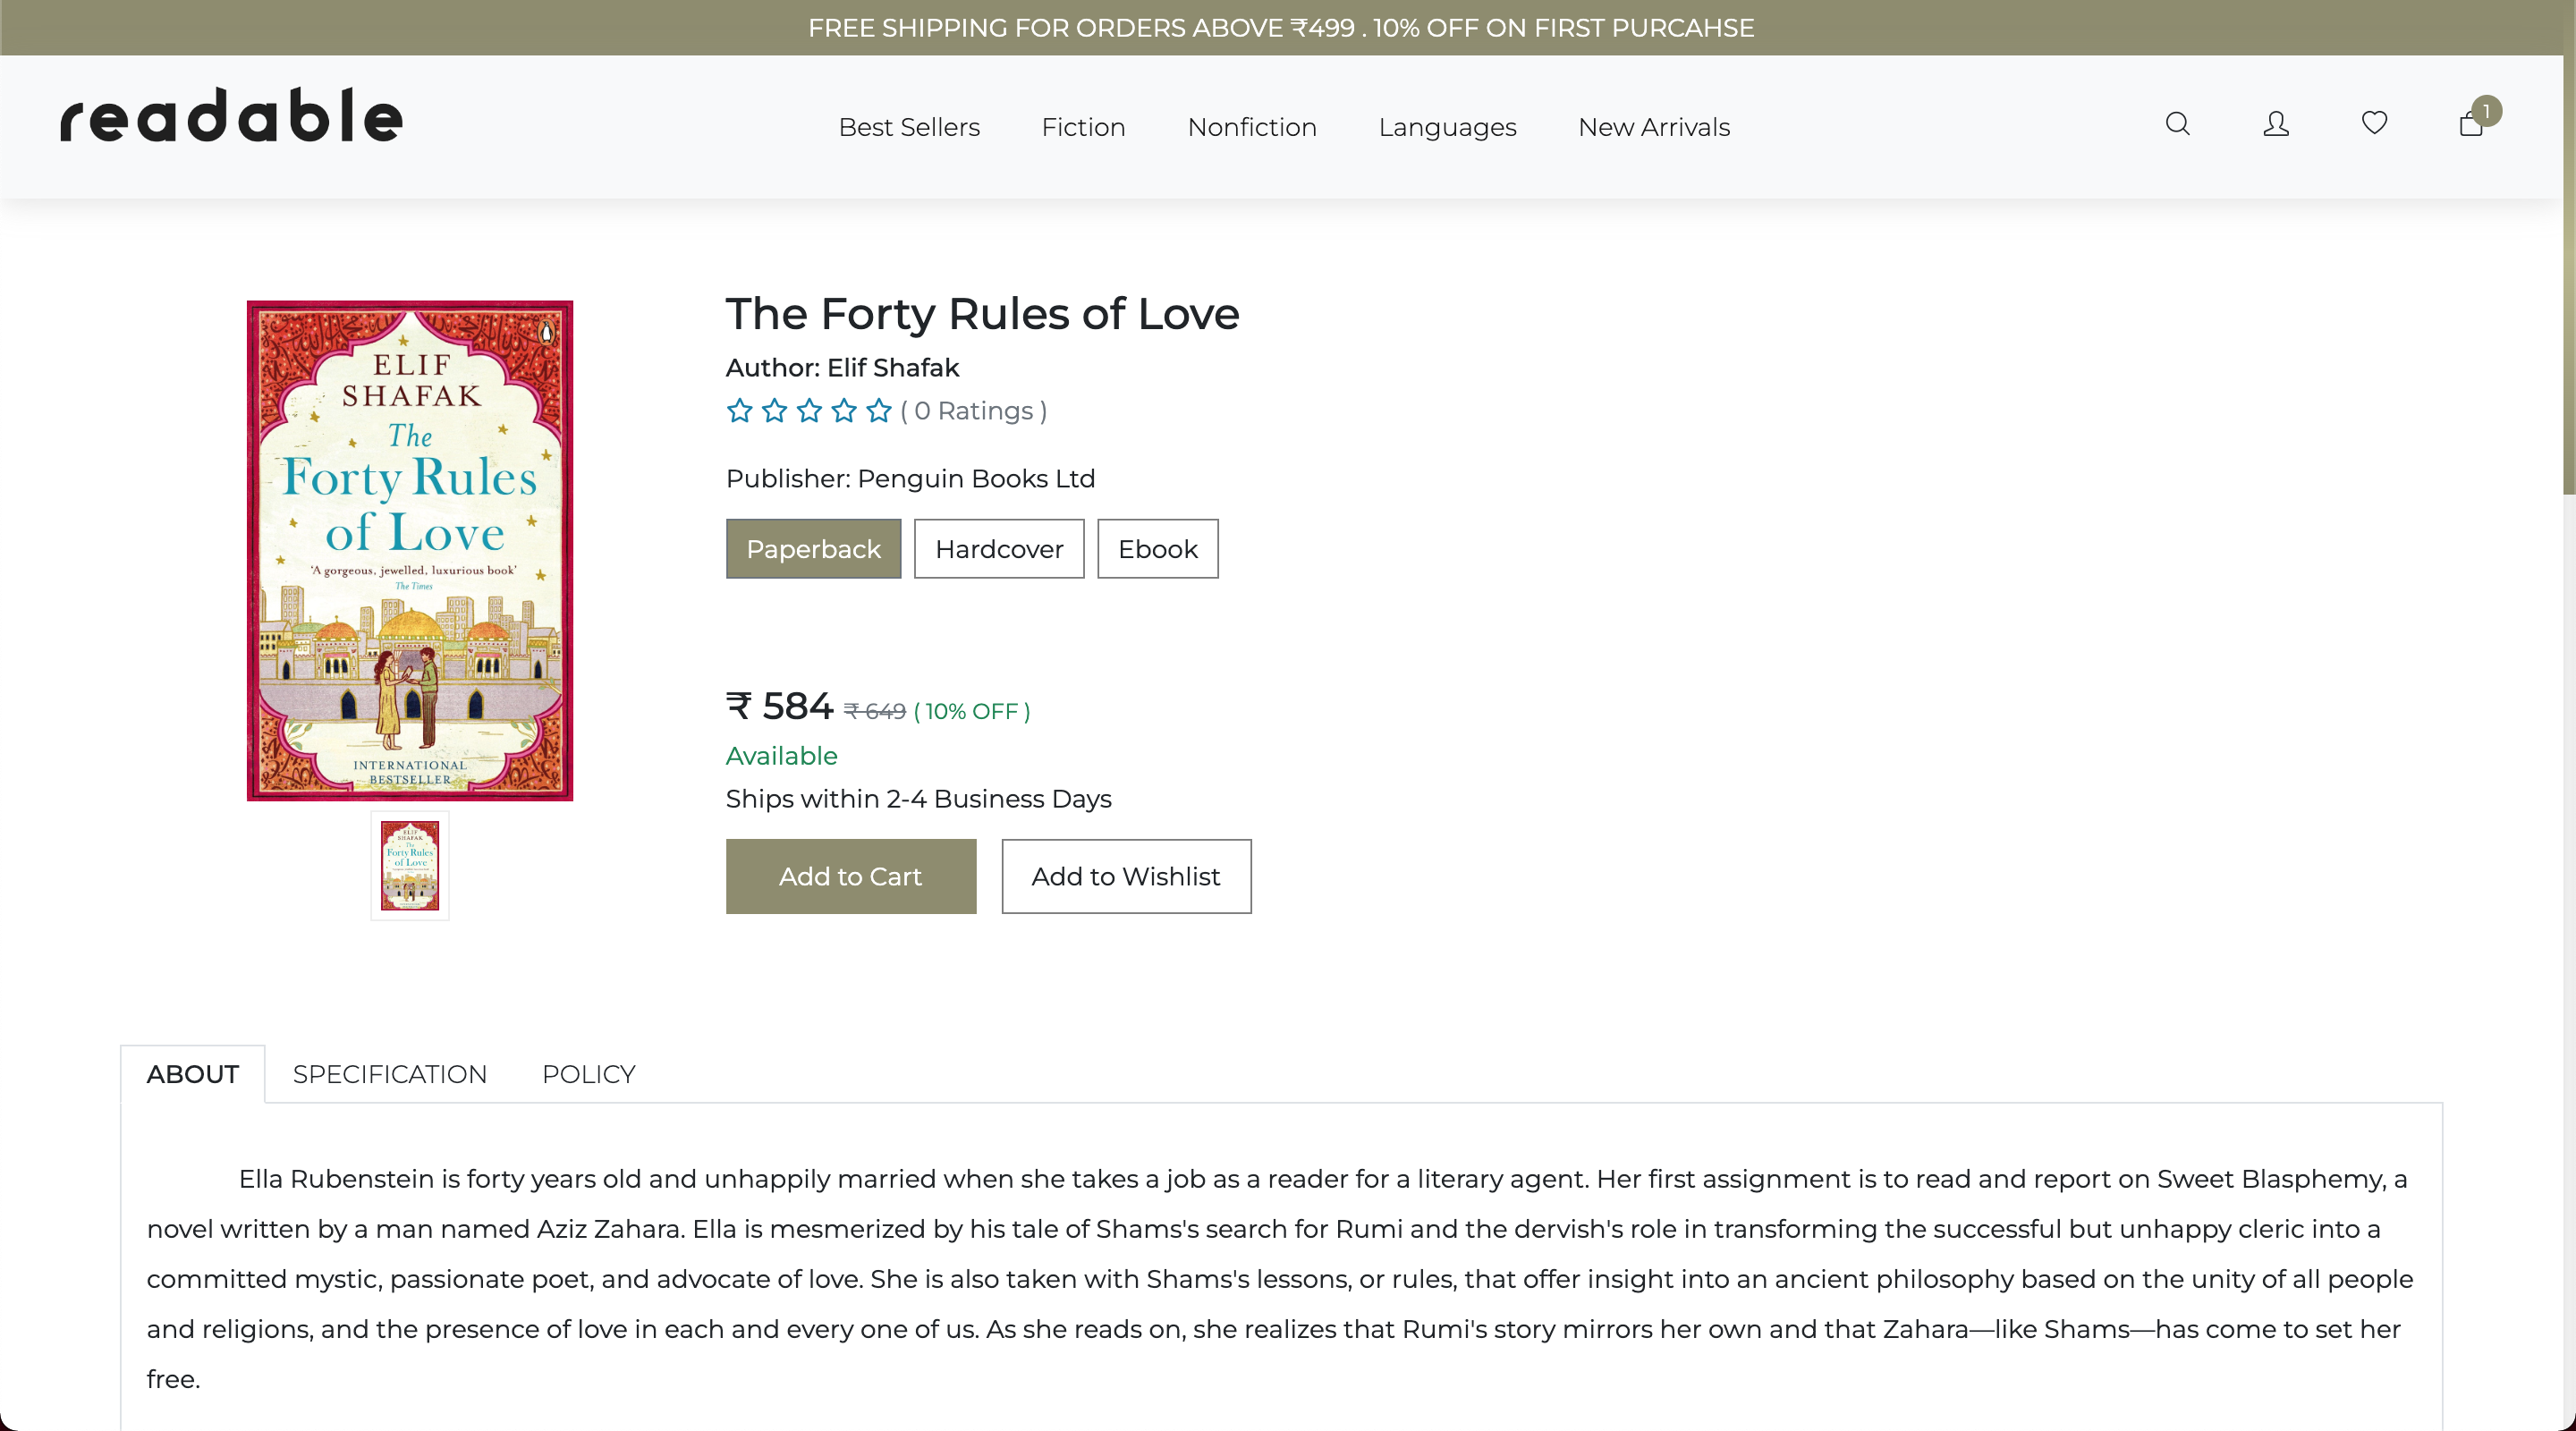 FREE SHIPPING FOR ORDERS ABOVE ₹499 . 10% OFF ON FIRST PURCAHSE
readable
Best Sellers Fiction Nonfiction Languages New Arrivals
1
ELIF
SHAFAK
The
Forty Rules
of Love
'A gorgeous, jewelled, luxurious book'
The Times
INTERNATIONAL
BESTSELLER
ELIF
SHAFAK
The
Forty Rules
of Love
The Forty Rules of Love
Author: Elif Shafak
( 0 Ratings )
Publisher: Penguin Books Ltd
Paperback Hardcover Ebook
₹ 584 ₹ 649 ( 10% OFF )
Available
Ships within 2-4 Business Days
Add to Cart Add to Wishlist
ABOUT SPECIFICATION POLICY
Ella Rubenstein is forty years old and unhappily married when she takes a job as a reader for a literary agent. Her first assignment is to read and report on Sweet Blasphemy, a
novel written by a man named Aziz Zahara. Ella is mesmerized by his tale of Shams's search for Rumi and the dervish's role in transforming the successful but unhappy cleric into a
committed mystic, passionate poet, and advocate of love. She is also taken with Shams's lessons, or rules, that offer insight into an ancient philosophy based on the unity of all people
and religions, and the presence of love in each and every one of us. As she reads on, she realizes that Rumi's story mirrors her own and that Zahara—like Shams—has come to set her
free.